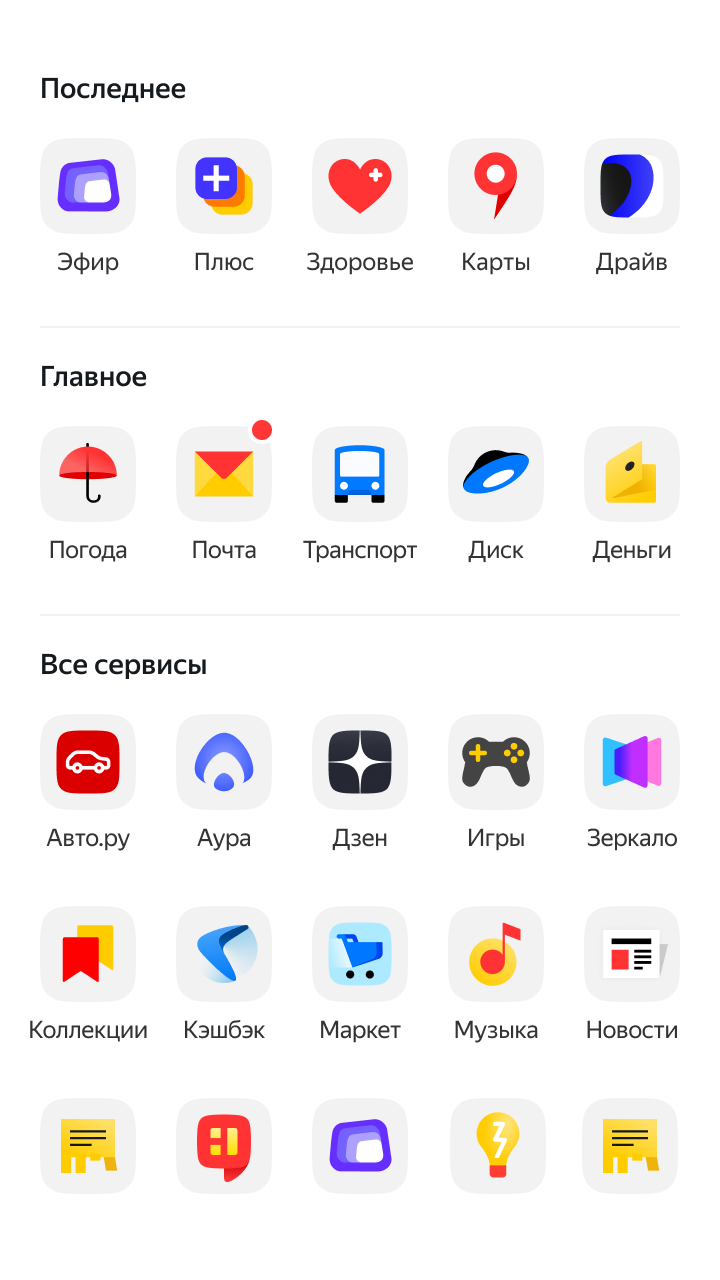 Последнее
Эфир Плюс Здоровье Карты Драйв
Главное
Погода Почта Транспорт Диск Деньги
Все сервисы
Авто.ру Аура Дзен Игры Зеркало
Коллекции Кэшбэк Маркет Музыка Новости